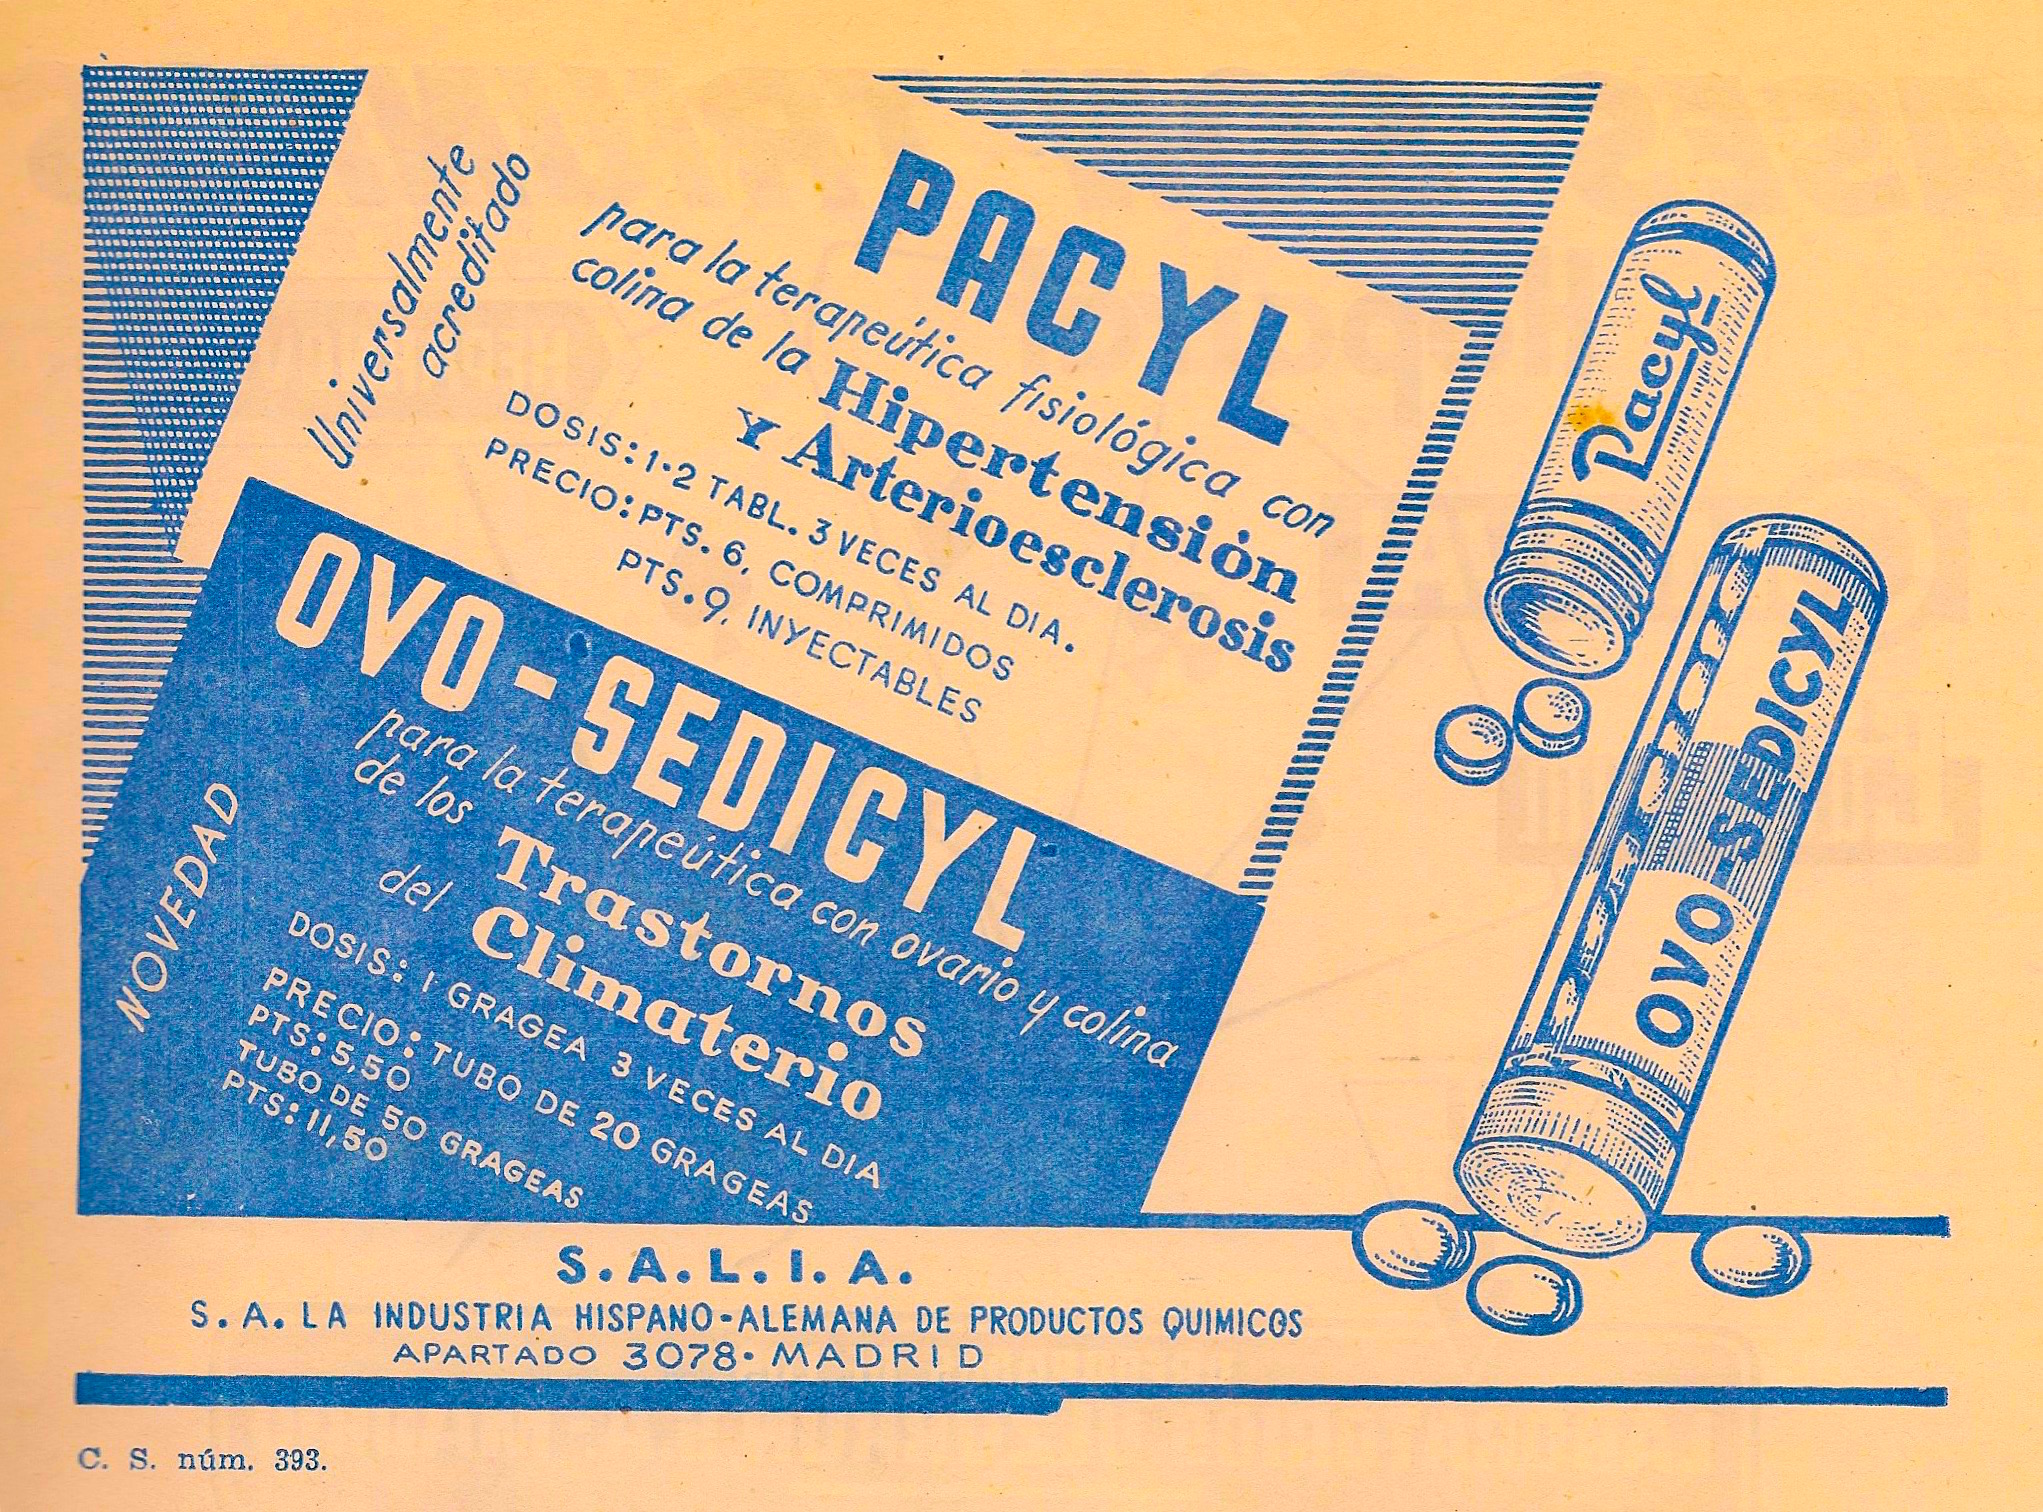 Universalmente
acreditado
PACYL
para la terapeútica fisiológica con
colina de la Hipertensión
Y Arterioesclerosis
DOSIS: 1-2 TABL. 3 VECES AL DIA.
PRECIO: PTS. 6, COMPRIMIDOS
PTS. 9, INYECTABLES
Pacyl
NOVEDAD
OVO-SEDICYL
para la terapeútica con ovario y colina
de los Trastornos
del Climaterio
DOSIS: 1 GRAGEA 3 VECES AL DIA
PRECIO: TUBO DE 20 GRAGEAS
PTS: 5,50
TUBO DE 50 GRAGEAS
PTS: 11,50
OVO-SEDICYL
S.A.L.I.A.
S.A. LA INDUSTRIA HISPANO-ALEMANA DE PRODUCTOS QUIMICOS
APARTADO 3078 · MADRID
C. S. núm. 393.